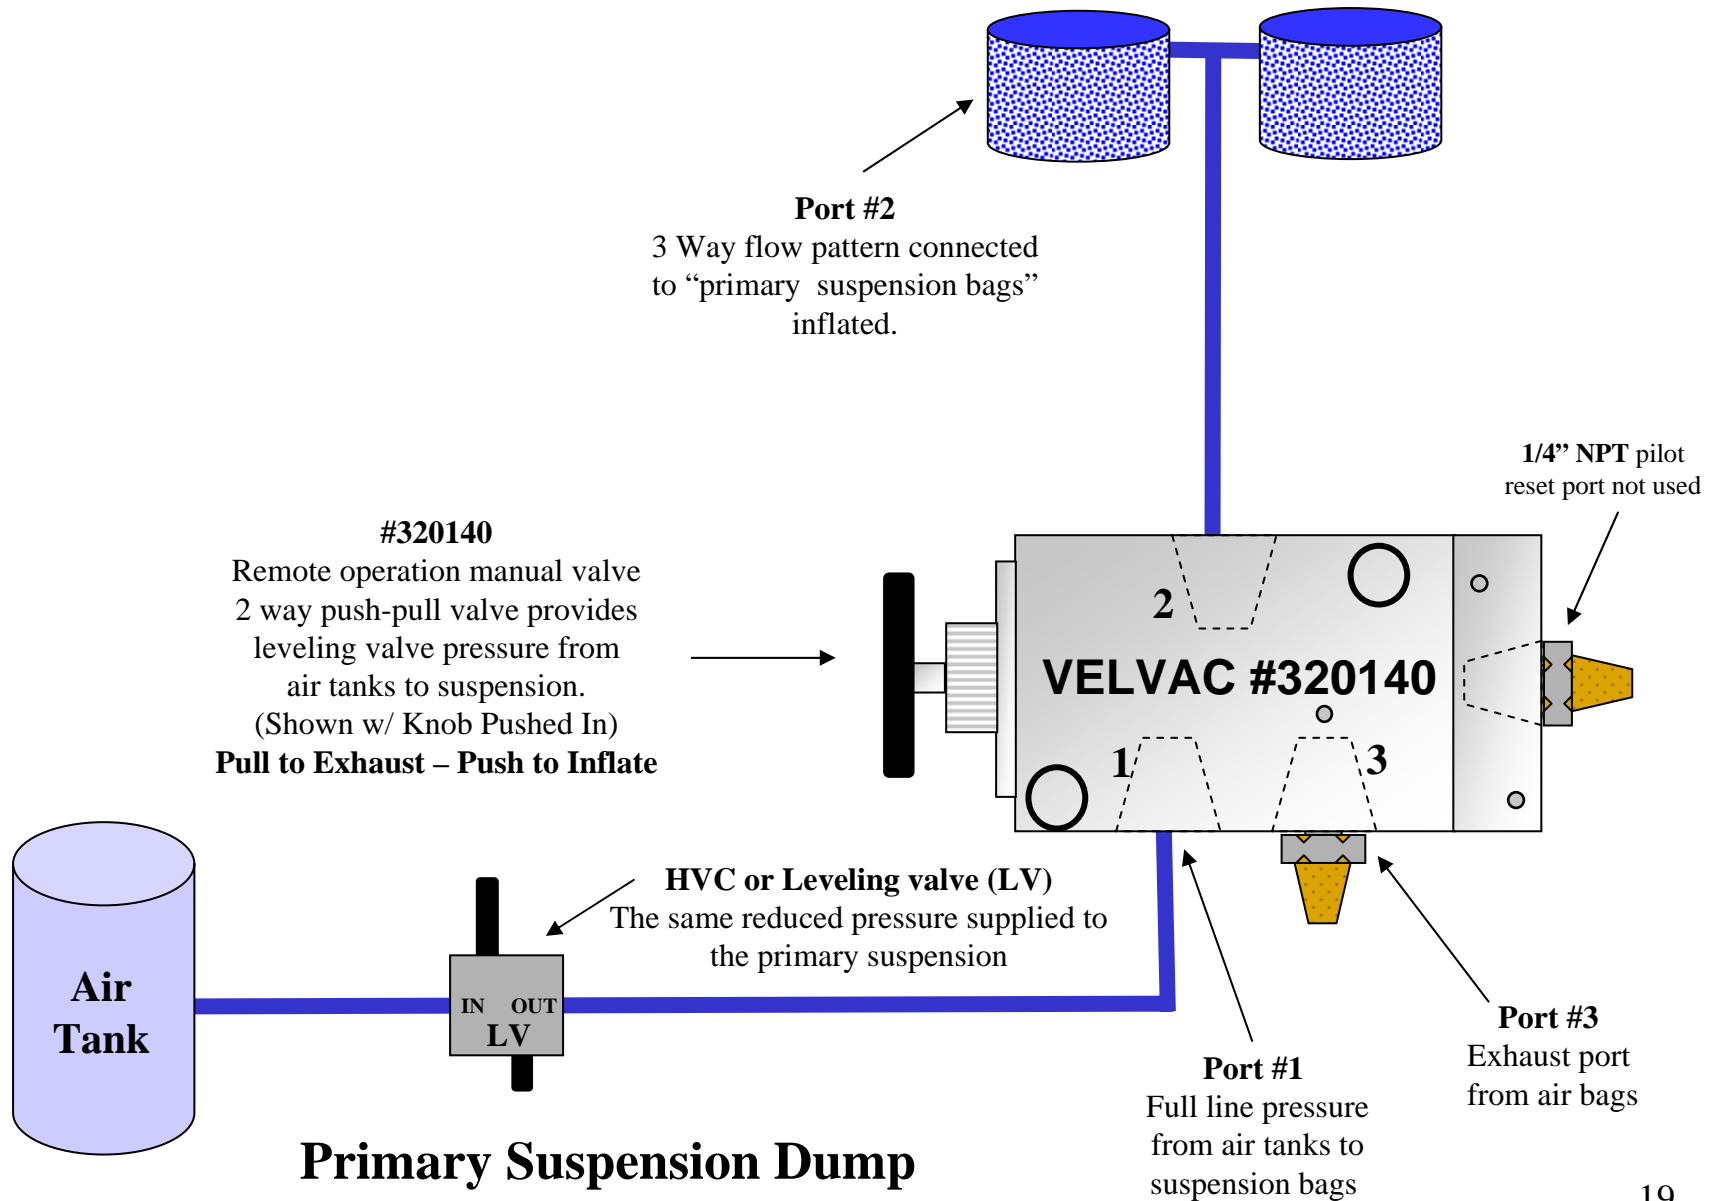 Port #2
3 Way flow pattern connected
to “primary  suspension bags”
inflated.
1/4” NPT pilot
reset port not used
#320140
Remote operation manual valve
2 way push-pull valve provides
leveling valve pressure from
air tanks to suspension.
(Shown w/ Knob Pushed In)
Pull to Exhaust – Push to Inflate
2
VELVAC #320140
1
3
HVC or Leveling valve (LV)
The same reduced pressure supplied to
the primary suspension
Air
Tank
IN OUT
LV
Port #3
Exhaust port
from air bags
Port #1
Full line pressure
from air tanks to
suspension bags
Primary Suspension Dump
19